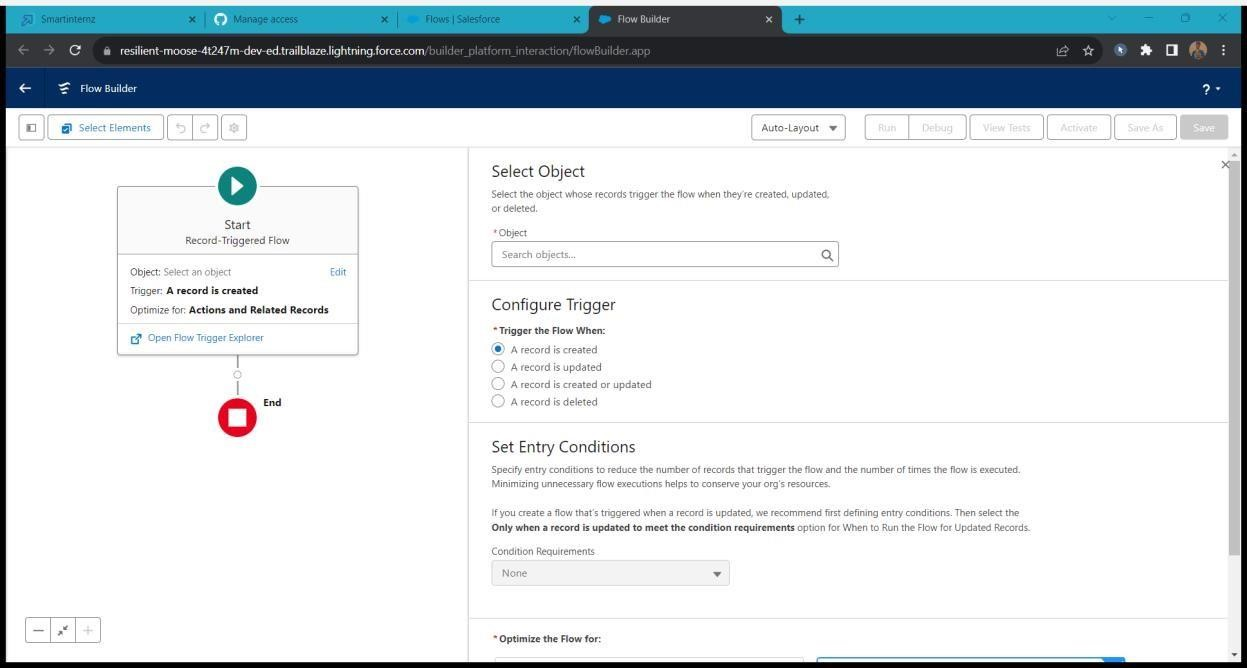 Smartinternz
Manage access
Flows | Salesforce
Flow Builder
resilient-moose-4t247m-dev-ed.trailblaze.lightning.force.com/builder_platform_interaction/flowBuilder.app
Flow Builder
?
Select Elements
Auto-Layout
Run
Debug
View Tests
Activate
Save As
Save
Start
Record-Triggered Flow
Object: Select an object
Edit
Trigger: A record is created
Optimize for: Actions and Related Records
Open Flow Trigger Explorer
End
Select Object
Select the object whose records trigger the flow when they're created, updated,
or deleted.
*Object
Search objects...
Configure Trigger
*Trigger the Flow When:
A record is created
A record is updated
A record is created or updated
A record is deleted
Set Entry Conditions
Specify entry conditions to reduce the number of records that trigger the flow and the number of times the flow is executed.
Minimizing unnecessary flow executions helps to conserve your org's resources.
If you create a flow that's triggered when a record is updated, we recommend first defining entry conditions. Then select the
Only when a record is updated to meet the condition requirements option for When to Run the Flow for Updated Records.
Condition Requirements
None
*Optimize the Flow for: